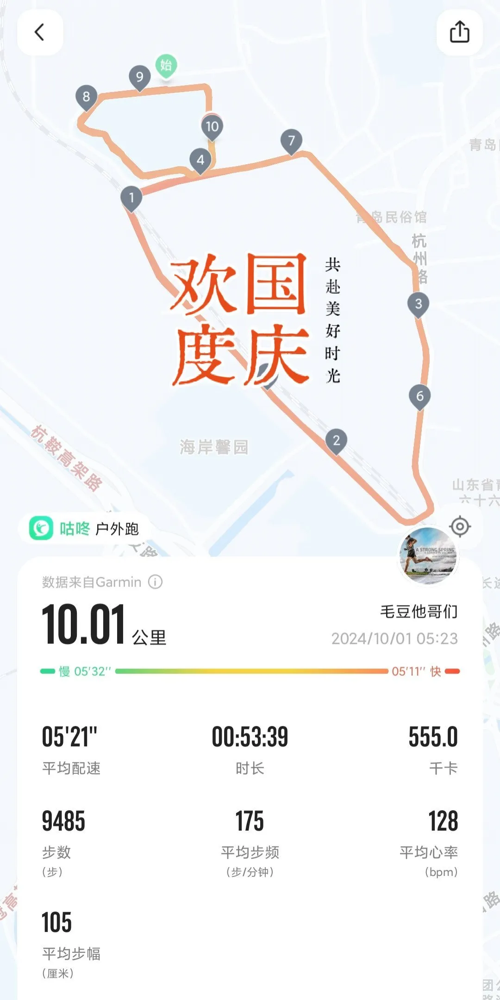 始
9
8
10
7
4
1
青岛
青岛民俗馆
杭州路
欢国
度庆
共赴美好时光
3
6
2
海岸馨园
杭鞍高架路
山东省青
六十六
咕咚 户外跑
A STRONG SPRING
数据来自Garmin
10.01 公里
毛豆他哥们
2024/10/01 05:23
慢 05'32''
05'11'' 快
05'21"
00:53:39
555.0
平均配速
时长
千卡
9485
175
128
步数
平均步频
平均心率
(步)
(步/分钟)
(bpm)
105
平均步幅
(厘米)